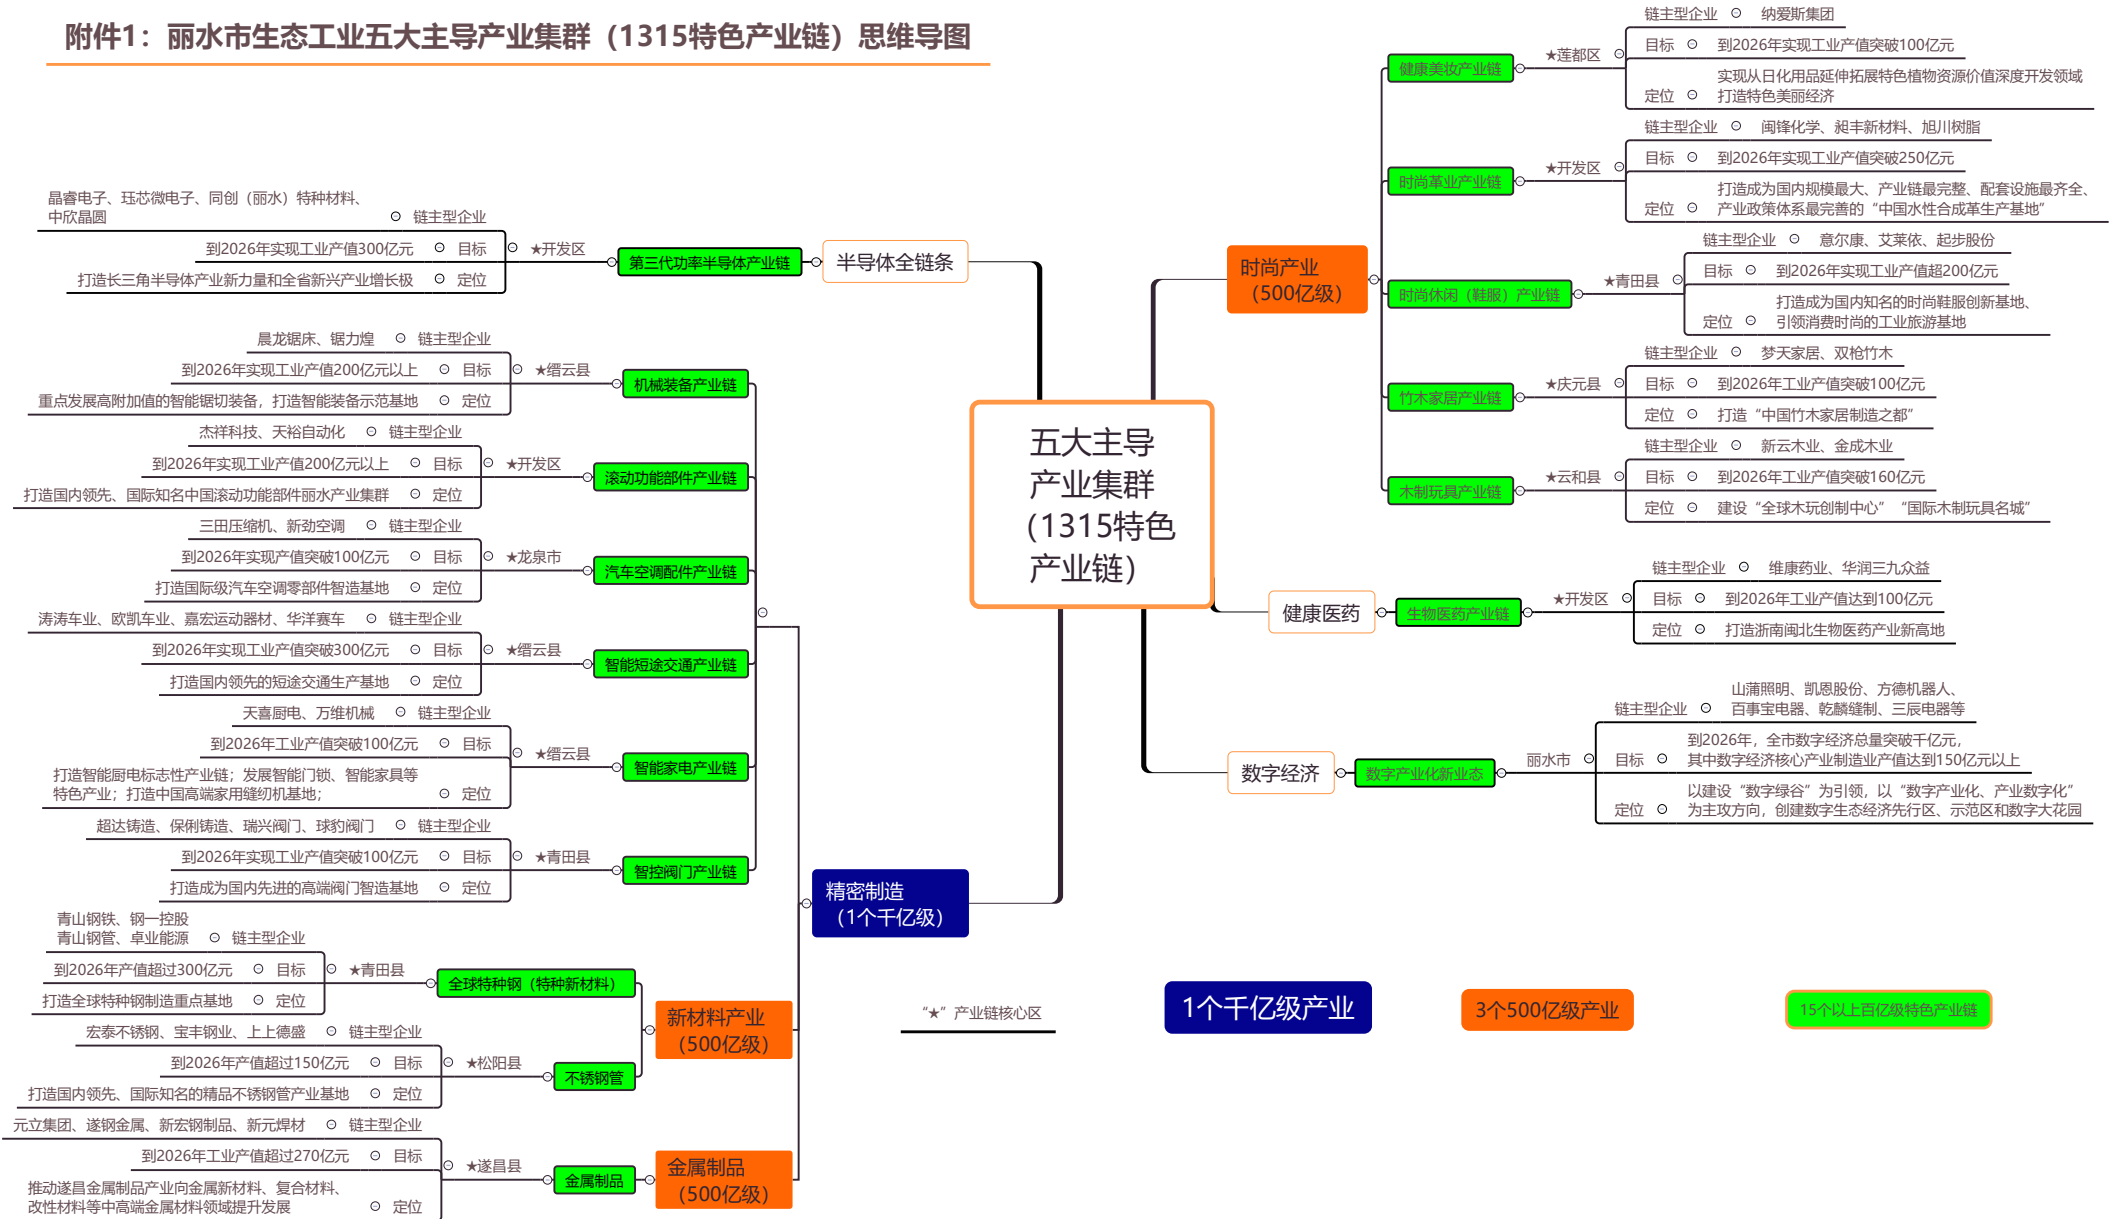 附件1：丽水市生态工业五大主导产业集群（1315特色产业链）思维导图
五大主导
产业集群
（1315特色
产业链）
半导体全链条
第三代功率半导体产业链
★开发区
链主型企业
晶睿电子、珏芯微电子、同创（丽水）特种材料、
中欣晶圆
目标
到2026年实现工业产值300亿元
定位
打造长三角半导体产业新力量和全省新兴产业增长极
精密制造
（1个千亿级）
机械装备产业链
★缙云县
链主型企业
晨龙锯床、锯力煌
目标
到2026年实现工业产值200亿元以上
定位
重点发展高附加值的智能锯切装备，打造智能装备示范基地
滚动功能部件产业链
★开发区
链主型企业
杰祥科技、天裕自动化
目标
到2026年实现工业产值200亿元以上
定位
打造国内领先、国际知名中国滚动功能部件丽水产业集群
汽车空调配件产业链
★龙泉市
链主型企业
三田压缩机、新劲空调
目标
到2026年实现产值突破100亿元
定位
打造国际级汽车空调零部件智造基地
智能短途交通产业链
★缙云县
链主型企业
涛涛车业、欧凯车业、嘉宏运动器材、华洋赛车
目标
到2026年实现工业产值突破300亿元
定位
打造国内领先的短途交通生产基地
智能家电产业链
★缙云县
链主型企业
天喜厨电、万维机械
目标
到2026年工业产值突破100亿元
定位
打造智能厨电标志性产业链；发展智能门锁、智能家具等
特色产业；打造中国高端家用缝纫机基地；
智控阀门产业链
★青田县
链主型企业
超达铸造、保俐铸造、瑞兴阀门、球豹阀门
目标
到2026年实现工业产值突破100亿元
定位
打造成为国内先进的高端阀门智造基地
新材料产业
（500亿级）
全球特种钢（特种新材料）
★青田县
链主型企业
青山钢铁、钢一控股
青山钢管、卓业能源
目标
到2026年产值超过300亿元
定位
打造全球特种钢制造重点基地
不锈钢管
★松阳县
链主型企业
宏泰不锈钢、宝丰钢业、上上德盛
目标
到2026年产值超过150亿元
定位
打造国内领先、国际知名的精品不锈钢管产业基地
金属制品
（500亿级）
金属制品
★遂昌县
链主型企业
元立集团、遂钢金属、新宏钢制品、新元焊材
目标
到2026年工业产值超过270亿元
定位
推动遂昌金属制品产业向金属新材料、复合材料、
改性材料等中高端金属材料领域提升发展
时尚产业
（500亿级）
健康美妆产业链
★莲都区
链主型企业
纳爱斯集团
目标
到2026年实现工业产值突破100亿元
定位
实现从日化用品延伸拓展特色植物资源价值深度开发领域
打造特色美丽经济
时尚革业产业链
★开发区
链主型企业
闽锋化学、昶丰新材料、旭川树脂
目标
到2026年实现工业产值突破250亿元
定位
打造成为国内规模最大、产业链最完整、配套设施最齐全、
产业政策体系最完善的“中国水性合成革生产基地”
时尚休闲（鞋服）产业链
★青田县
链主型企业
意尔康、艾莱依、起步股份
目标
到2026年实现工业产值超200亿元
定位
打造成为国内知名的时尚鞋服创新基地、
引领消费时尚的工业旅游基地
竹木家居产业链
★庆元县
链主型企业
梦天家居、双枪竹木
目标
到2026年工业产值突破100亿元
定位
打造“中国竹木家居制造之都”
木制玩具产业链
★云和县
链主型企业
新云木业、金成木业
目标
到2026年工业产值突破160亿元
定位
建设“全球木玩创制中心”“国际木制玩具名城”
健康医药
生物医药产业链
★开发区
链主型企业
维康药业、华润三九众益
目标
到2026年工业产值达到100亿元
定位
打造浙南闽北生物医药产业新高地
数字经济
数字产业化新业态
丽水市
链主型企业
山蒲照明、凯恩股份、方德机器人、
百事宝电器、乾麟缝制、三辰电器等
目标
到2026年，全市数字经济总量突破千亿元，
其中数字经济核心产业制造业产值达到150亿元以上
定位
以建设“数字绿谷”为引领，以“数字产业化、产业数字化”
为主攻方向，创建数字生态经济先行区、示范区和数字大花园
“★”产业链核心区
1个千亿级产业
3个500亿级产业
15个以上百亿级特色产业链